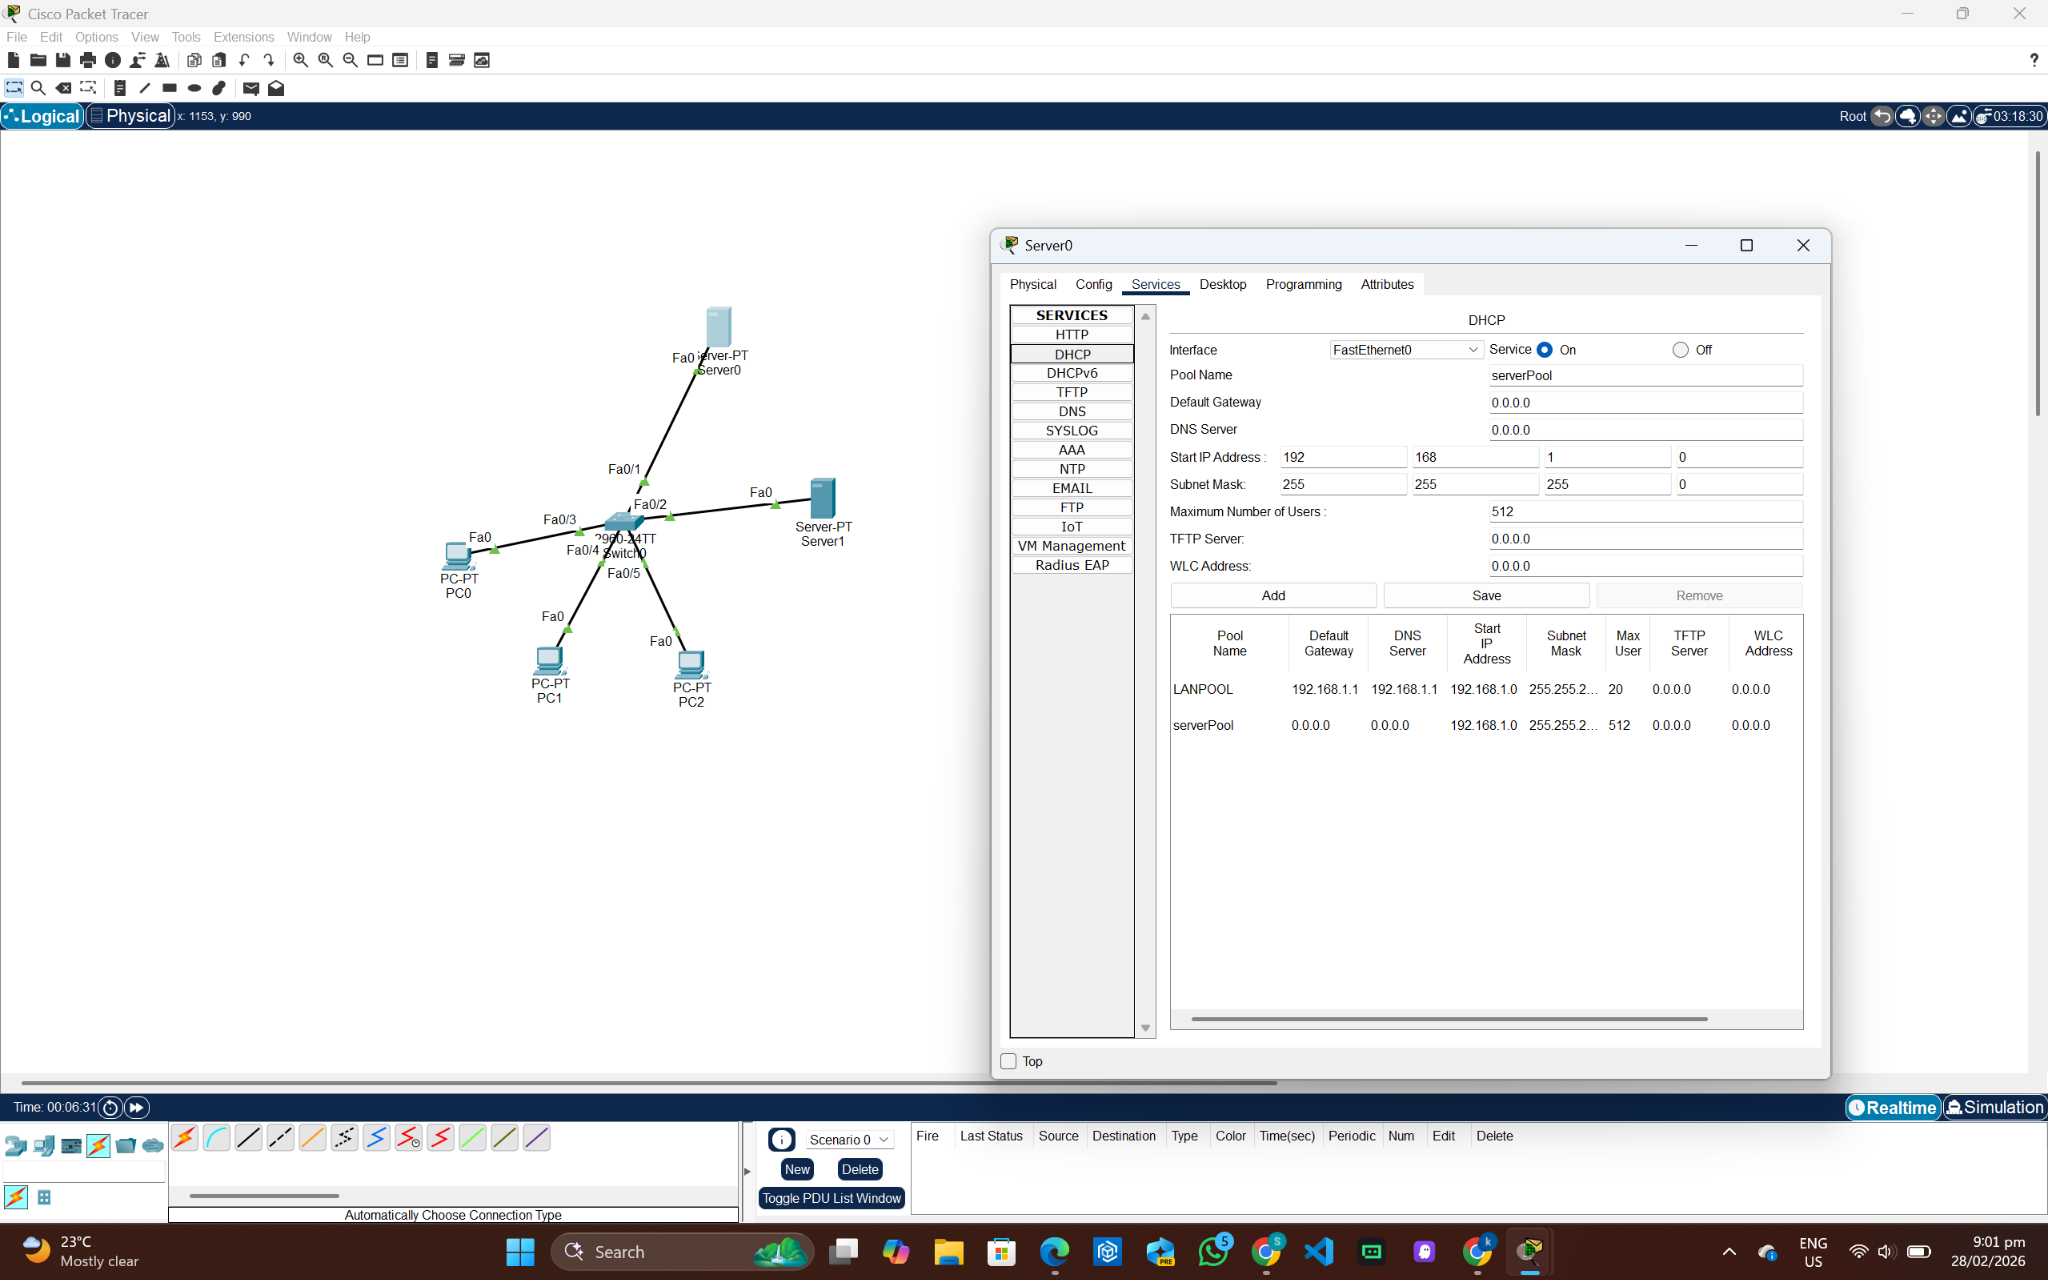 Cisco Packet Tracer
File Edit Options View Tools Extensions Window Help
?
Logical Physical x: 1153, y: 990
Root 03:18:30
Server-PT
Server0
Fa0
Fa0/1
Fa0/2
Fa0
Server-PT
Server1
Fa0/3
Fa0
PC-PT
PC0
2960-24TT
Switch0
Fa0/4
Fa0/5
Fa0
PC-PT
PC1
Fa0
PC-PT
PC2
Server0
Physical Config Services Desktop Programming Attributes
SERVICES
HTTP
DHCP
DHCPv6
TFTP
DNS
SYSLOG
AAA
NTP
EMAIL
FTP
IoT
VM Management
Radius EAP
DHCP
Interface FastEthernet0 Service On Off
Pool Name serverPool
Default Gateway 0.0.0.0
DNS Server 0.0.0.0
Start IP Address : 192 168 1 0
Subnet Mask: 255 255 255 0
Maximum Number of Users : 512
TFTP Server: 0.0.0.0
WLC Address: 0.0.0.0
Add Save Remove
Pool Name Default Gateway DNS Server Start IP Address Subnet Mask Max User TFTP Server WLC Address
LANPOOL 192.168.1.1 192.168.1.1 192.168.1.0 255.255.2... 20 0.0.0.0 0.0.0.0
serverPool 0.0.0.0 0.0.0.0 192.168.1.0 255.255.2... 512 0.0.0.0 0.0.0.0
Top
Time: 00:06:31
Realtime Simulation
Automatically Choose Connection Type
Scenario 0
New Delete
Toggle PDU List Window
Fire Last Status Source Destination Type Color Time(sec) Periodic Num Edit Delete
23°C
Mostly clear
Search
PRE
5
S
k
ENG
US
9:01 pm
28/02/2026